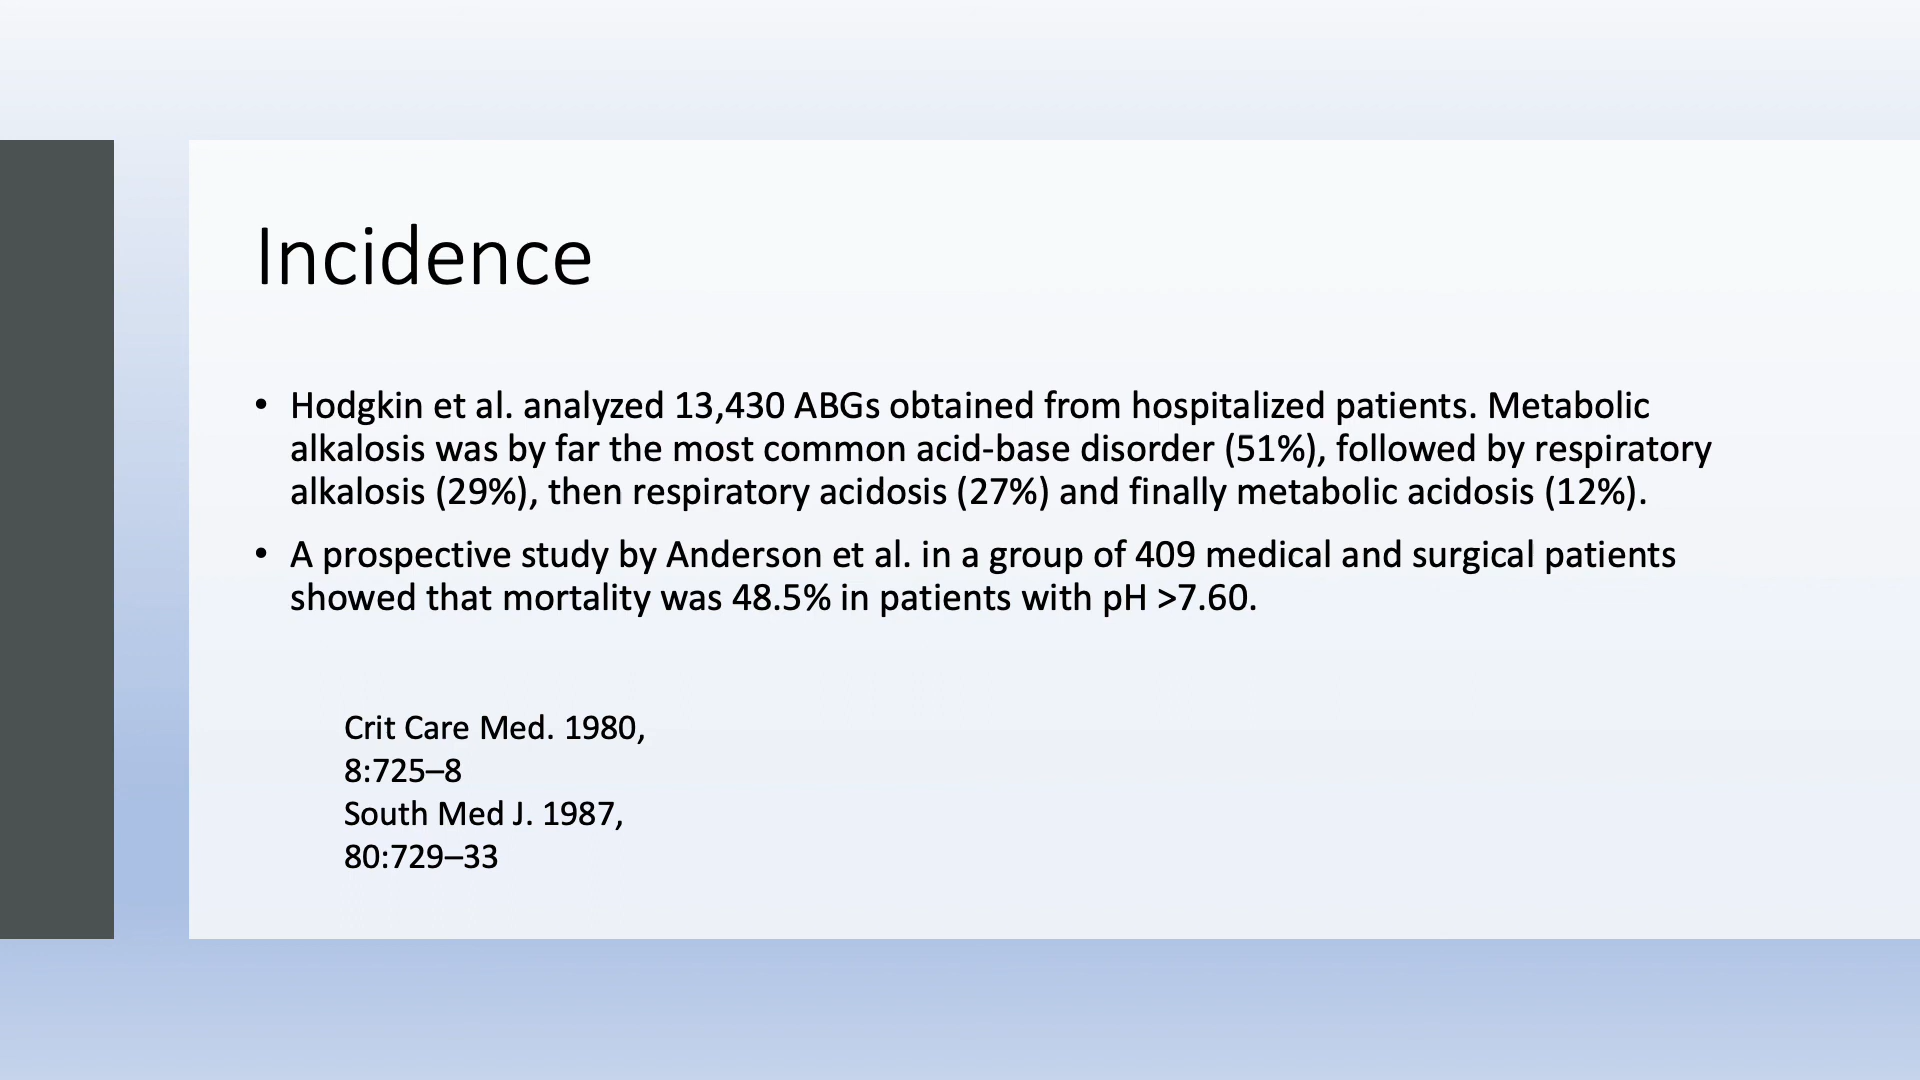 Incidence
• Hodgkin et al. analyzed 13,430 ABGs obtained from hospitalized patients. Metabolic
alkalosis was by far the most common acid-base disorder (51%), followed by respiratory
alkalosis (29%), then respiratory acidosis (27%) and finally metabolic acidosis (12%).
• A prospective study by Anderson et al. in a group of 409 medical and surgical patients
showed that mortality was 48.5% in patients with pH >7.60.
Crit Care Med. 1980,
8:725–8
South Med J. 1987,
80:729–33